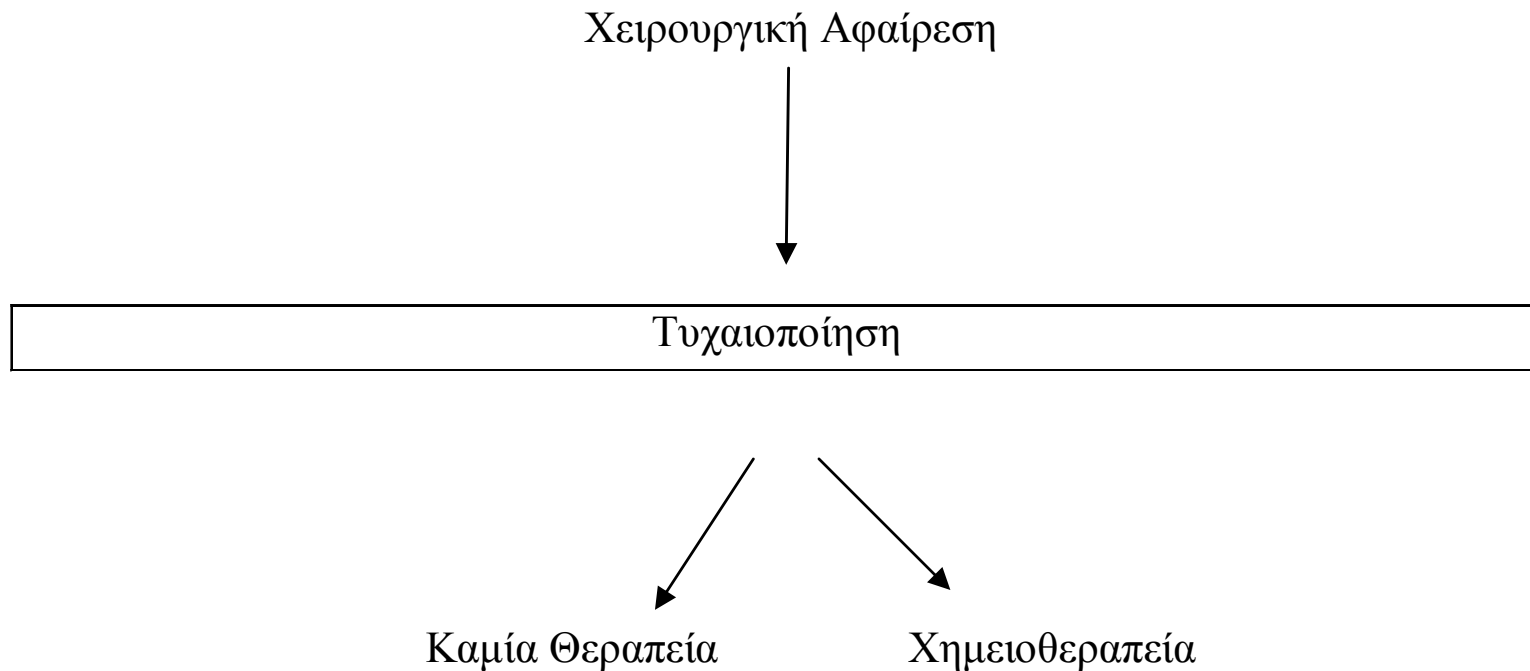 Χειρουργική Αφαίρεση
Τυχαιοποίηση
Καμία Θεραπεία Χημειοθεραπεία